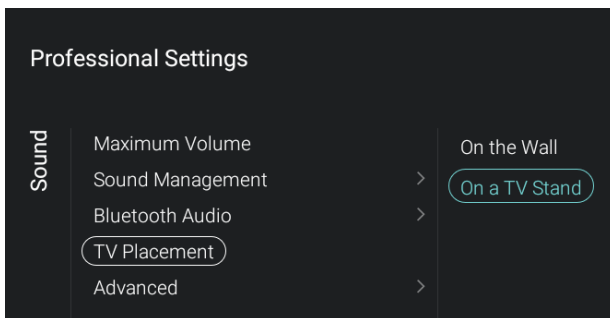 Professional Settings
Sound
Maximum Volume
Sound Management
Bluetooth Audio
TV Placement
Advanced
On the Wall
On a TV Stand